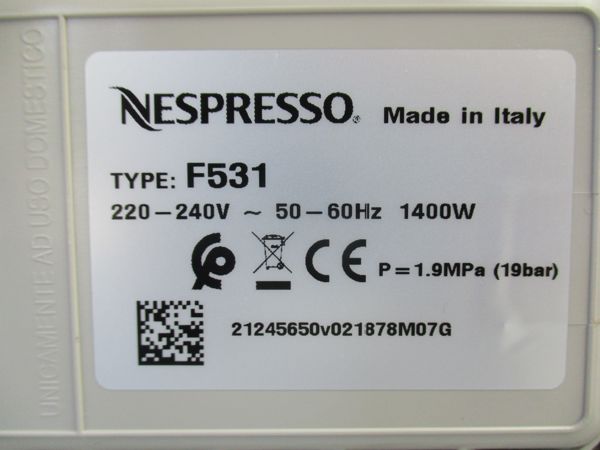 NESPRESSO. Made in Italy
TYPE: F531
220-240V ~ 50-60Hz 1400W
CE P=1.9MPa (19bar)
21245650v021878M07G
UNICAMENTE AD USO DOMESTICO